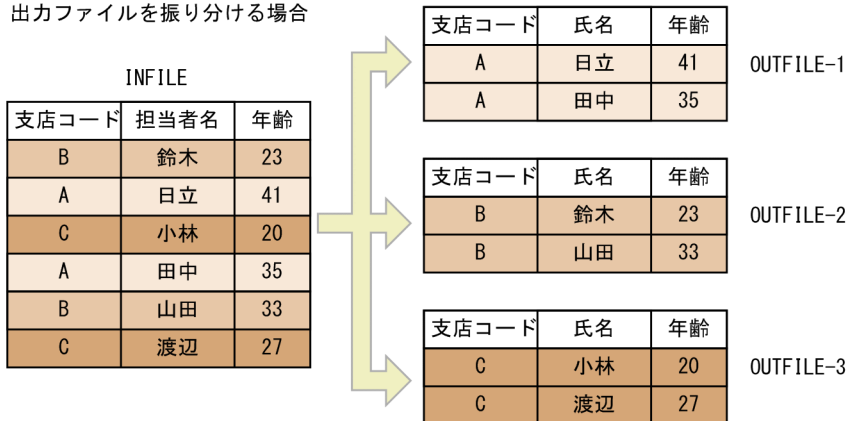 出力ファイルを振り分ける場合
INFILE
支店コード 担当者名 年齢
B 鈴木 23
A 日立 41
C 小林 20
A 田中 35
B 山田 33
C 渡辺 27
支店コード 氏名 年齢
A 日立 41
A 田中 35
OUTFILE-1
支店コード 氏名 年齢
B 鈴木 23
B 山田 33
OUTFILE-2
支店コード 氏名 年齢
C 小林 20
C 渡辺 27
OUTFILE-3